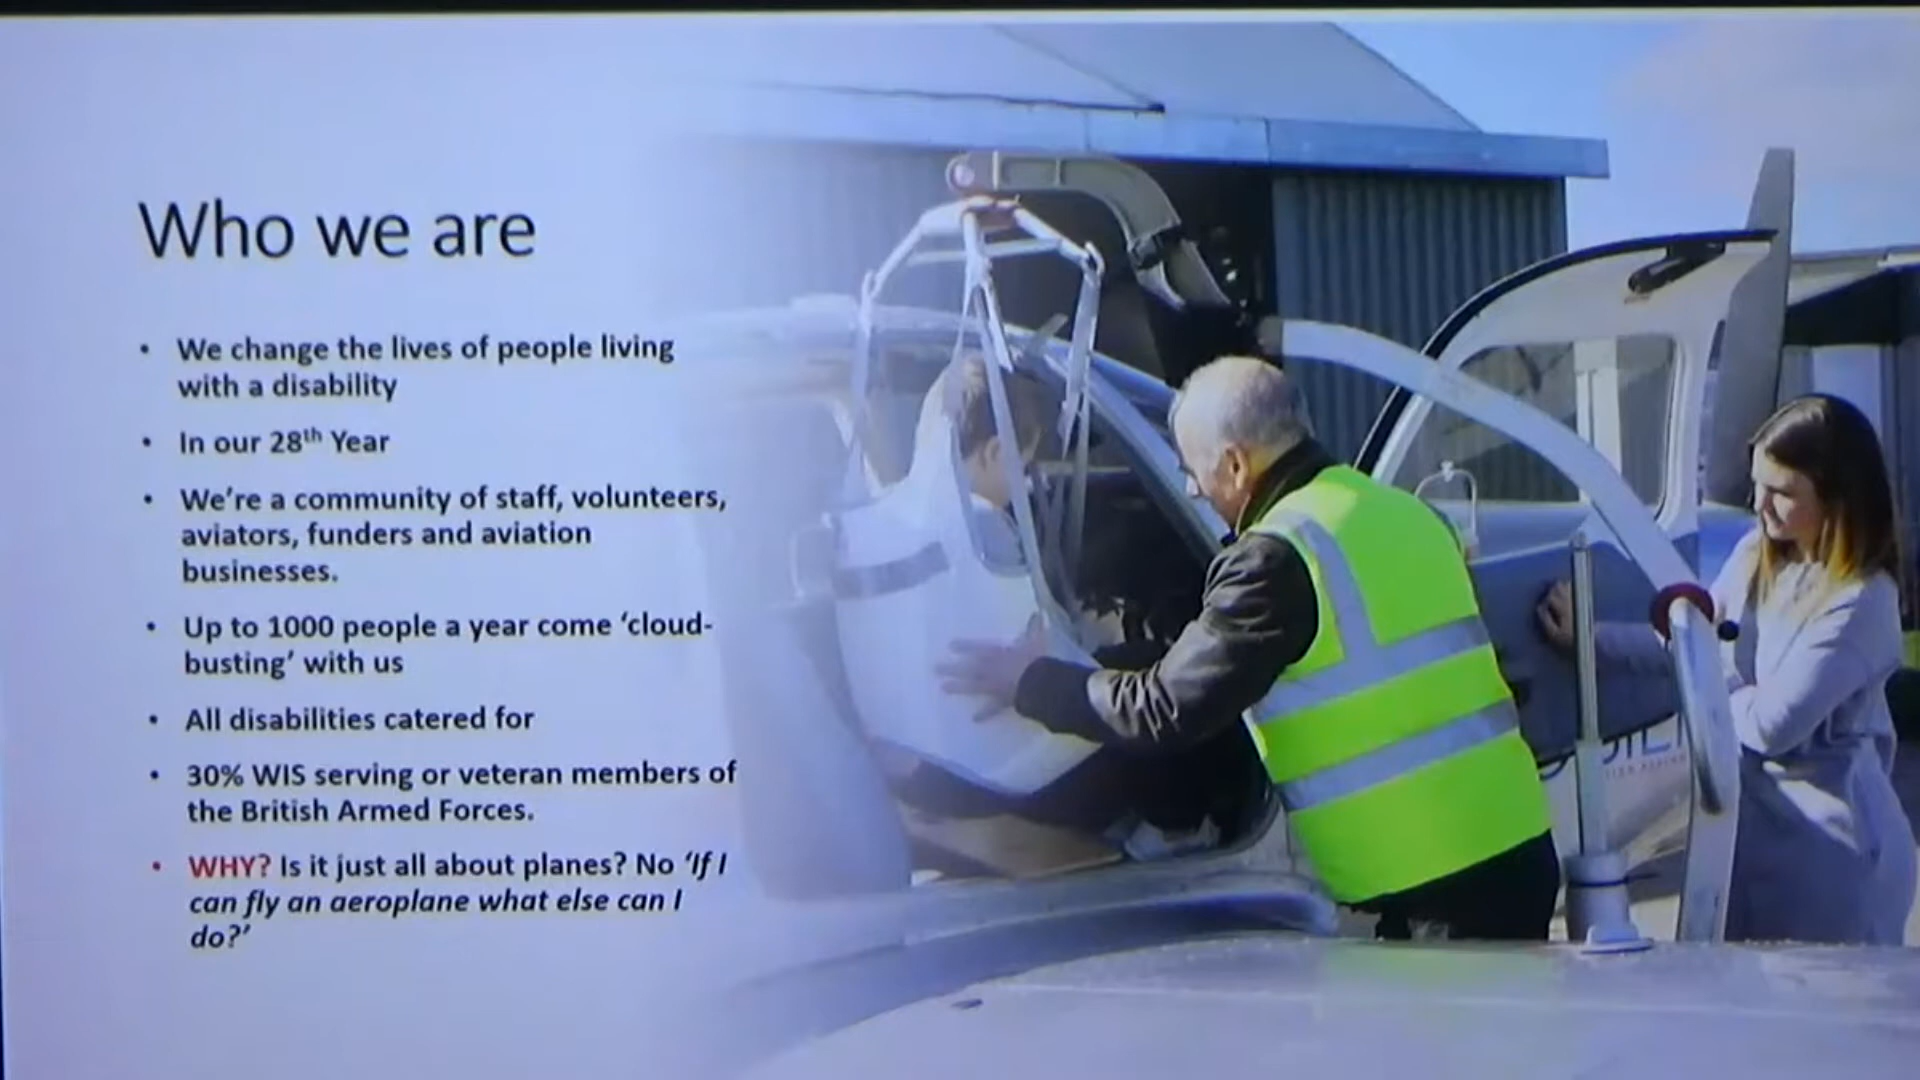 Who we are
• We change the lives of people living
with a disability
• In our 28th Year
• We're a community of staff, volunteers,
aviators, funders and aviation
businesses.
• Up to 1000 people a year come 'cloud-
busting' with us
• All disabilities catered for
• 30% WIS serving or veteran members of
the British Armed Forces.
• WHY? Is it just all about planes? No 'If I
can fly an aeroplane what else can I
do?'